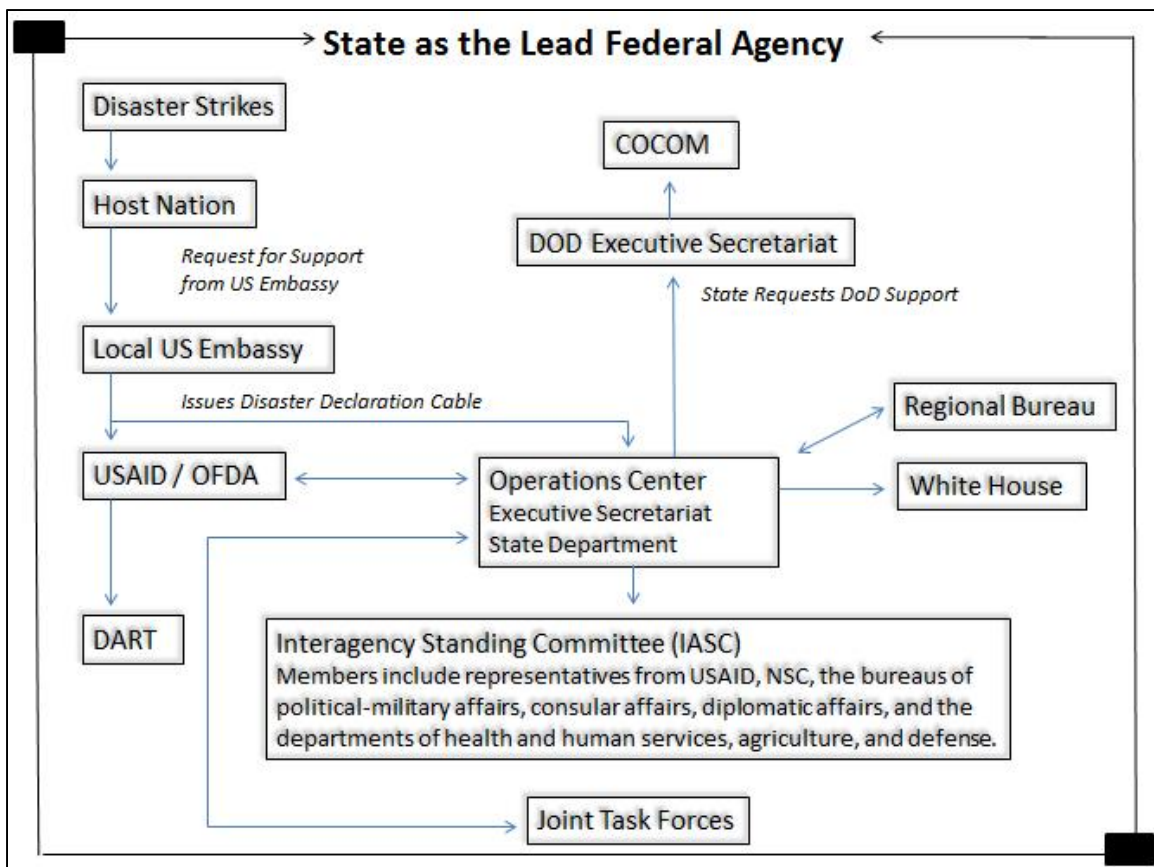 State as the Lead Federal Agency
Disaster Strikes
COCOM
Host Nation
DOD Executive Secretariat
Request for Support
from US Embassy
State Requests DoD Support
Local US Embassy
Issues Disaster Declaration Cable
Regional Bureau
USAID / OFDA
Operations Center
Executive Secretariat
State Department
White House
DART
Interagency Standing Committee (IASC)
Members include representatives from USAID, NSC, the bureaus of
political-military affairs, consular affairs, diplomatic affairs, and the
departments of health and human services, agriculture, and defense.
Joint Task Forces